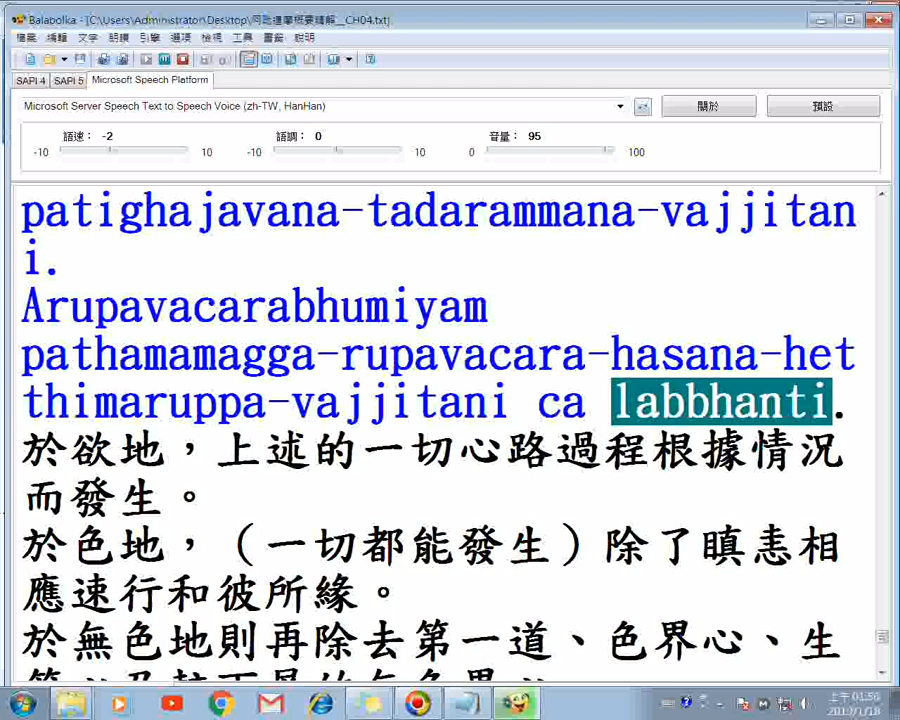 Balabolka - [C:\Users\Administrator\Desktop\阿毗達摩概要精解__CH04.txt]
檔案 編輯 文字 朗讀 引擎 選項 檢視 工具 書籤 說明
SAPI 4 SAPI 5 Microsoft Speech Platform
Microsoft Server Speech Text to Speech Voice (zh-TW, HanHan) 關於 預設
語速： -2 語調： 0 音量： 95
-10 10 -10 10 0 100
patighajavana-tadarammana-vajjitan
i.
Arupavacarabhumiyam
pathamamagga-rupavacara-hasana-het
thimaruppa-vajjitani ca labbhanti.
於欲地，上述的一切心路過程根據情況
而發生。
於色地，（一切都能發生）除了瞋恚相
應速行和彼所緣。
於無色地則再除去第一道、色界心、生
上午 01:56
2019/1/18